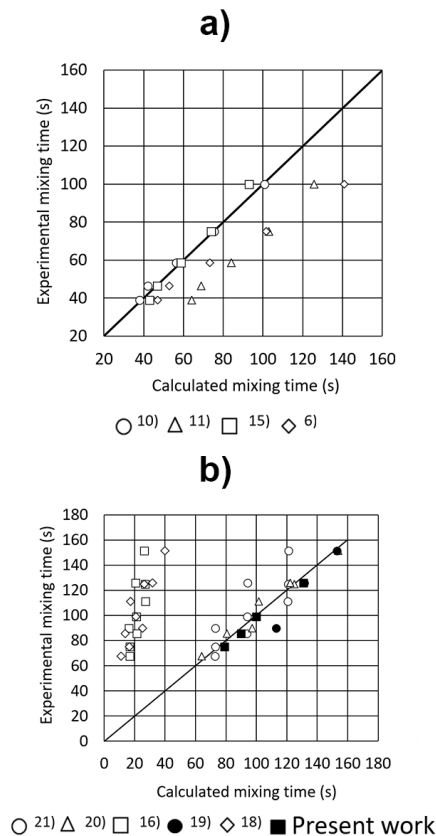 a)
160
140
120
100
80
60
40
20
Experimental mixing time (s)
20 40 60 80 100 120 140 160
Calculated mixing time (s)
10) 11) 15) 6)
b)
180
160
140
120
100
80
60
40
20
0
Experimental mixing time (s)
0 20 40 60 80 100 120 140 160 180
Calculated mixing time (s)
21) 20) 16) 19) 18) Present work